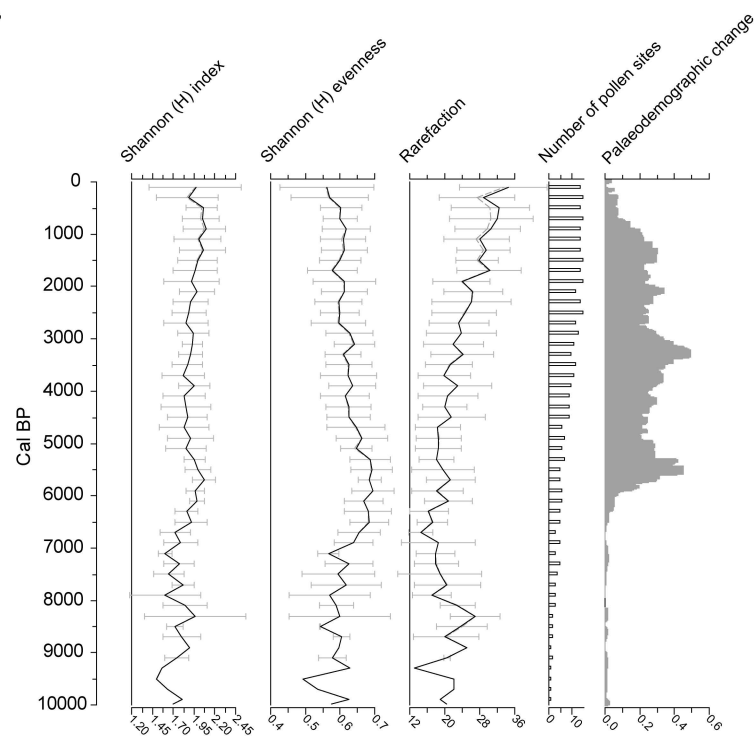 Shannon (H) index
Shannon (H) evenness
Rarefaction
Number of pollen sites
Palaeodemographic change
Cal BP
0
1000
2000
3000
4000
5000
6000
7000
8000
9000
10000
1.20 1.45 1.70 1.95 2.20 2.45
0.4 0.5 0.6 0.7
12 20 28 36
0 10
0.0 0.2 0.4 0.6